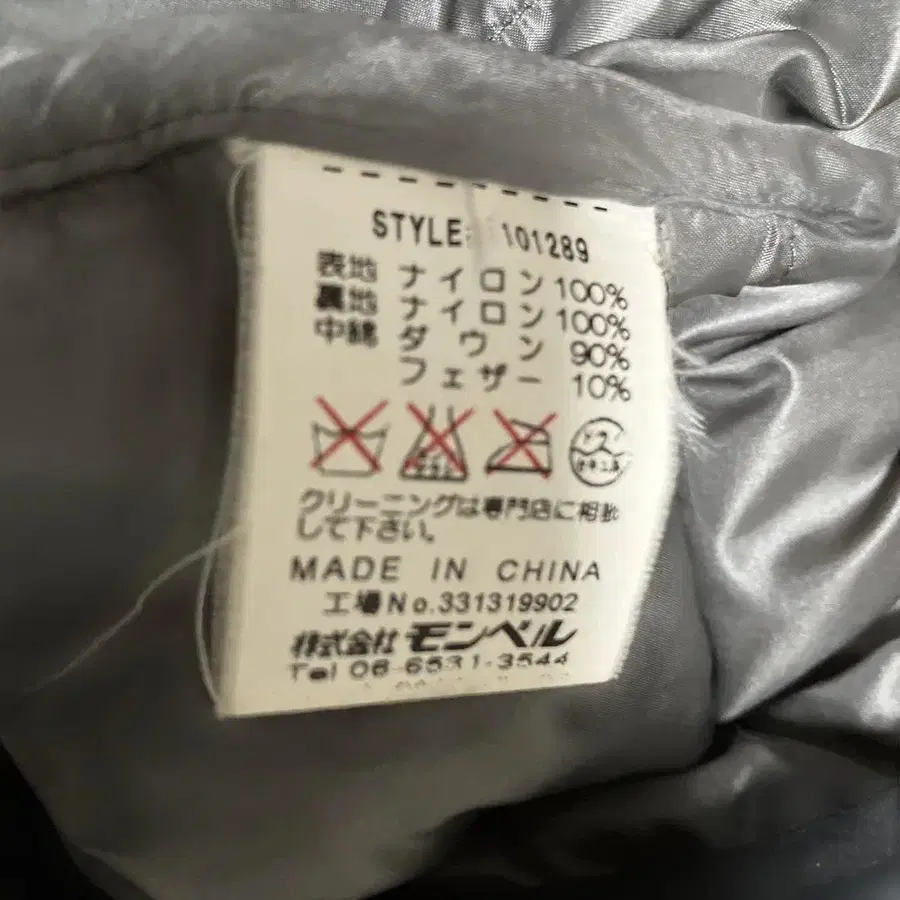 STYLE: 101289
表地 ナイロン 100%
裏地 ナイロン 100%
中綿 ダウン 90%
フェザー 10%
クリーニングは専門店に相談
して下さい。
MADE IN CHINA
工場No.331319902
株式会社 モンベル
Tel 06-6531-3544